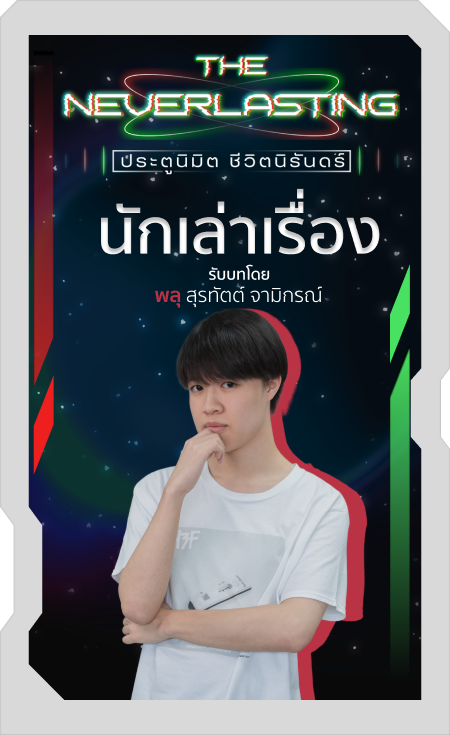 THE
NEVERLASTING
ประตูนิมิต ชีวิตนิรันดร์
นักเล่าเรื่อง
รับบทโดย
พลุ สุรทัตต์ จามิกรณ์